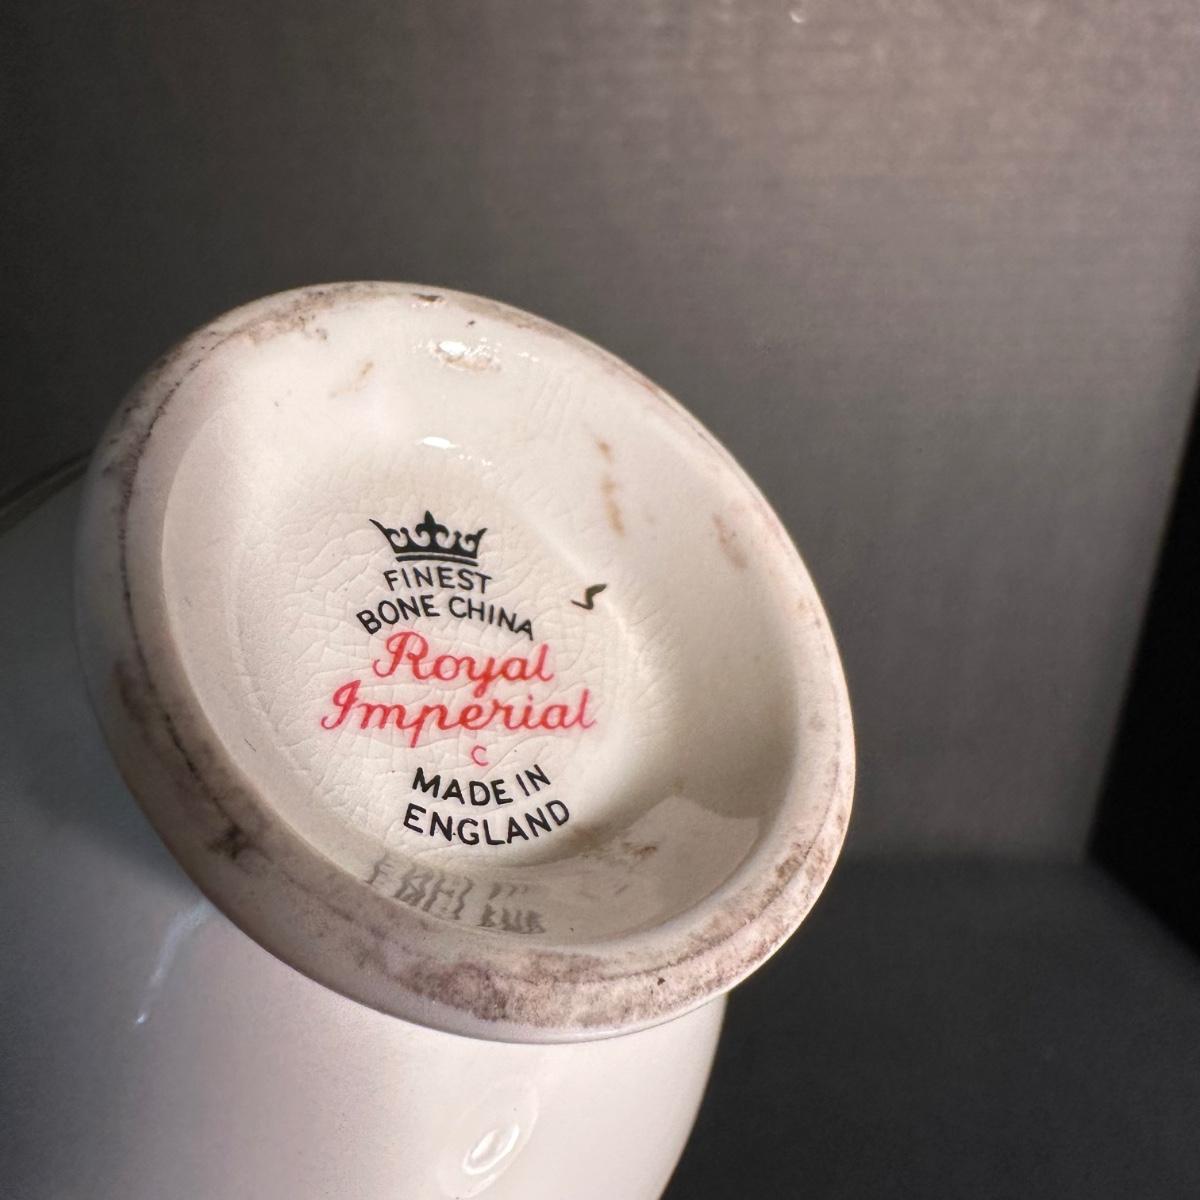 FINEST
BONE CHINA
Royal
Imperial
C
MADE IN
ENGLAND